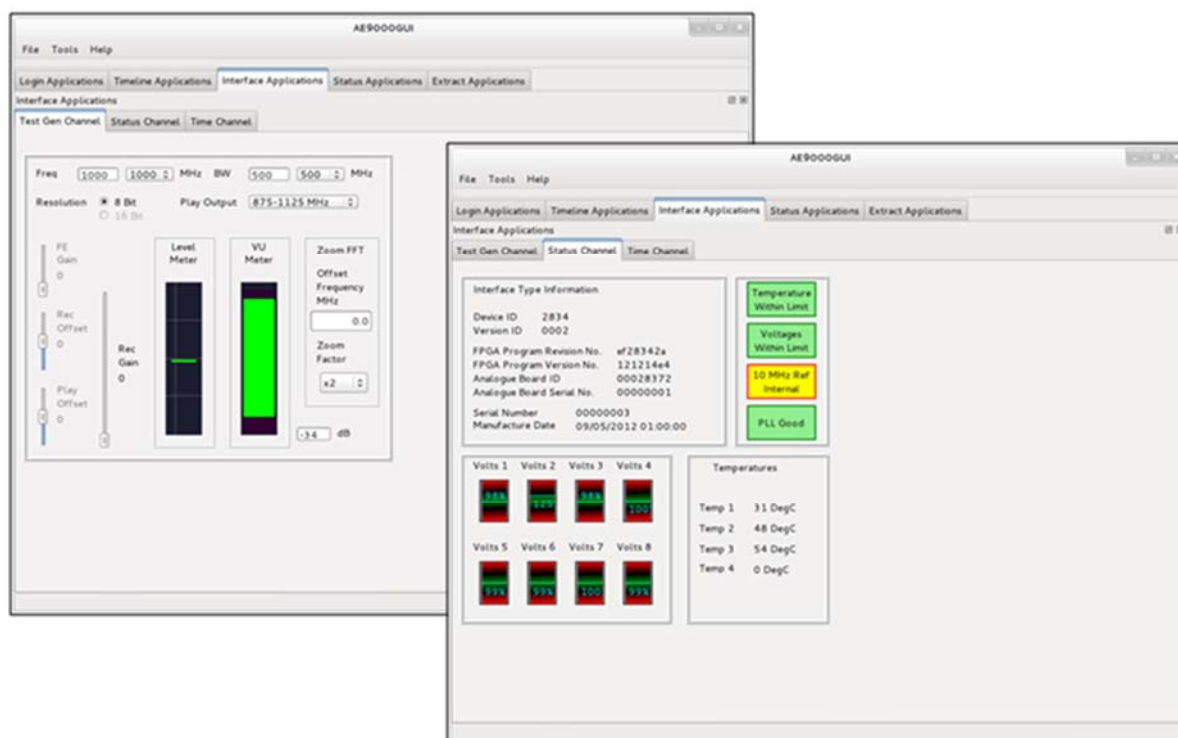 AE9000GUI
File Tools Help
Login Applications Timeline Applications Interface Applications Status Applications Extract Applications
Interface Applications
Test Gen Channel Status Channel Time Channel
Freq 1000 1000 MHz BW 500 500 MHz
Resolution 8 Bit Play Output 875-1125 MHz
16 Bit
FE
Gain
0
Rec
Offset
0
Play
Offset
0
Rec
Gain
0
Level
Meter
VU
Meter
Zoom FFT
Offset
Frequency
MHz
0.0
Zoom
Factor
x2
-34 dB
AE9000GUI
File Tools Help
Login Applications Timeline Applications Interface Applications Status Applications Extract Applications
Interface Applications
Test Gen Channel Status Channel Time Channel
Interface Type Information
Device ID 2834
Version ID 0002
FPGA Program Revision No. ef28342a
FPGA Program Version No. 121214e4
Analogue Board ID 00028372
Analogue Board Serial No. 00000001
Serial Number 00000003
Manufacture Date 09/05/2012 01:00:00
Temperature
Within Limit
Voltages
Within Limit
10 MHz Ref
Internal
PLL Good
Volts 1 Volts 2 Volts 3 Volts 4
98% 125 98% 100
Volts 5 Volts 6 Volts 7 Volts 8
99% 99% 100 99%
Temperatures
Temp 1 31 DegC
Temp 2 48 DegC
Temp 3 54 DegC
Temp 4 0 DegC